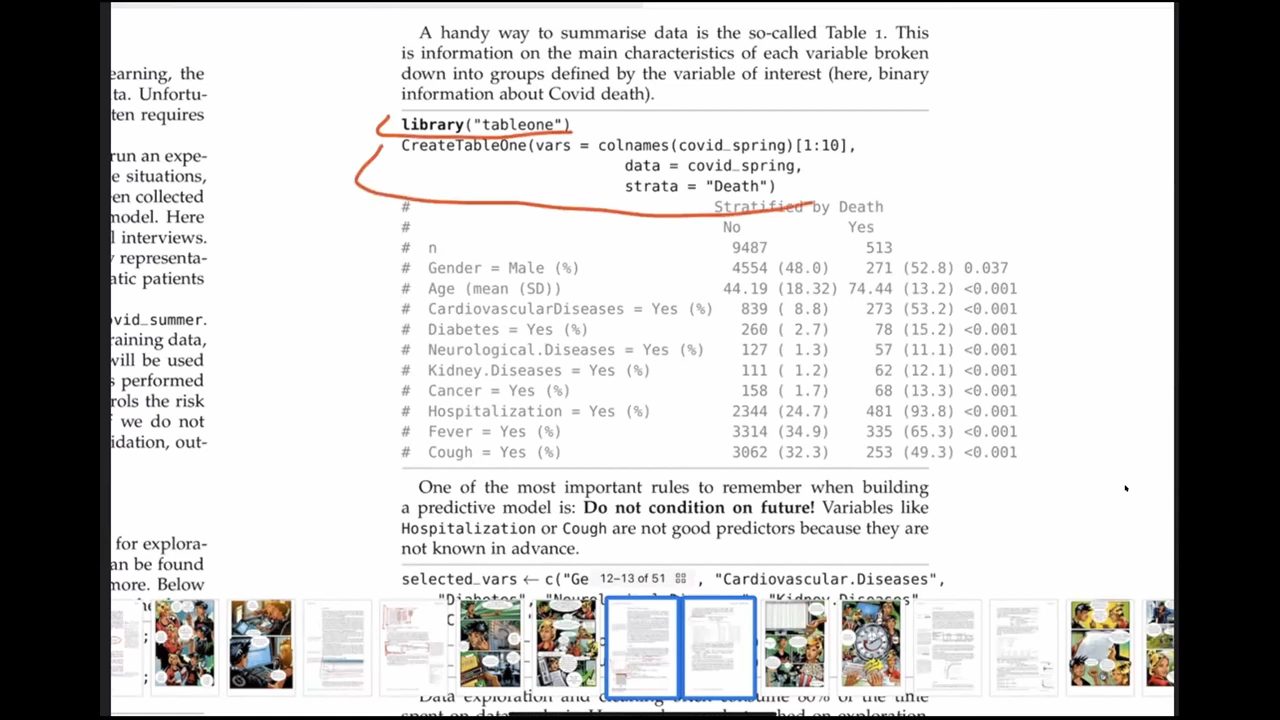 earning, the
ta. Unfortu-
ten requires
run an expe-
e situations,
en collected
model. Here
l interviews.
representa-
atic patients
ovid_summer.
raining data,
will be used
s performed
rols the risk
f we do not
idation, out-
for explora-
an be found
more. Below
A handy way to summarise data is the so-called Table 1. This
is information on the main characteristics of each variable broken
down into groups defined by the variable of interest (here, binary
information about Covid death).
library("tableone")
CreateTableOne(vars = colnames(covid_spring)[1:10],
data = covid_spring,
strata = "Death")
# Stratified by Death
# No Yes
# n 9487 513
# Gender = Male (%) 4554 (48.0) 271 (52.8) 0.037
# Age (mean (SD)) 44.19 (18.32) 74.44 (13.2) <0.001
# CardiovascularDiseases = Yes (%) 839 ( 8.8) 273 (53.2) <0.001
# Diabetes = Yes (%) 260 ( 2.7) 78 (15.2) <0.001
# Neurological.Diseases = Yes (%) 127 ( 1.3) 57 (11.1) <0.001
# Kidney.Diseases = Yes (%) 111 ( 1.2) 62 (12.1) <0.001
# Cancer = Yes (%) 158 ( 1.7) 68 (13.3) <0.001
# Hospitalization = Yes (%) 2344 (24.7) 481 (93.8) <0.001
# Fever = Yes (%) 3314 (34.9) 335 (65.3) <0.001
# Cough = Yes (%) 3062 (32.3) 253 (49.3) <0.001
One of the most important rules to remember when building
a predictive model is: Do not condition on future! Variables like
Hospitalization or Cough are not good predictors because they are
not known in advance.
selected_vars ← c("Ge , "Cardiovascular.Diseases",
12–13 of 51
Data exploration and cleaning often consume 80% of the time